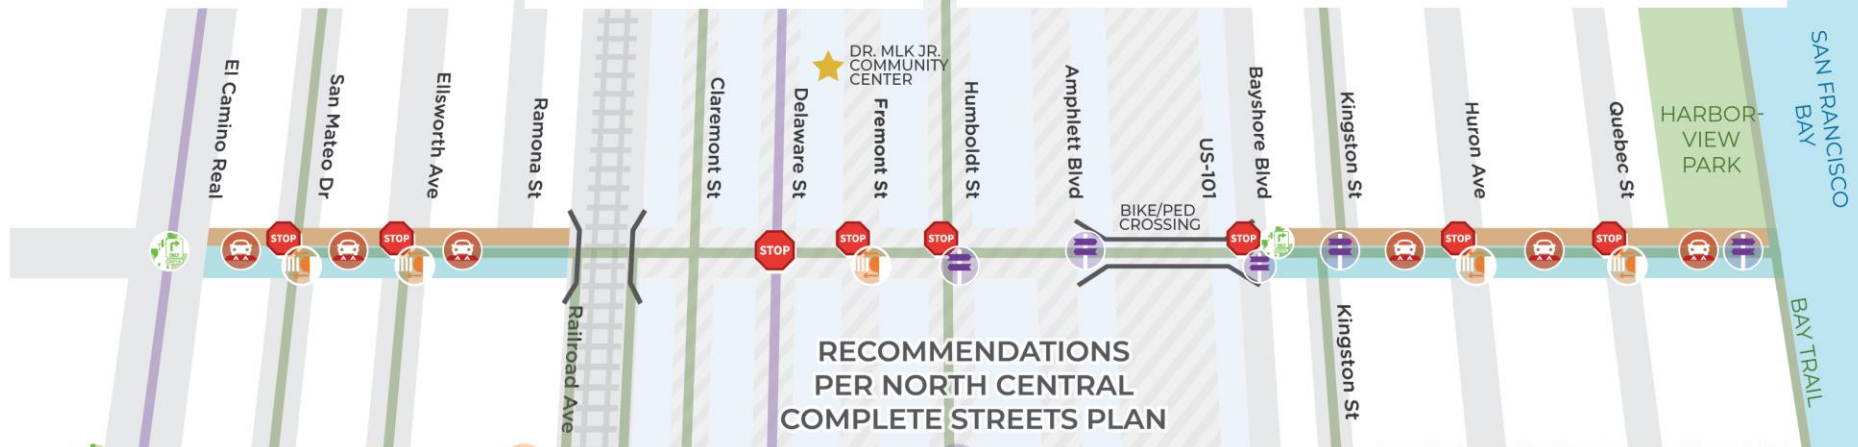 El Camino Real
San Mateo Dr
Ellsworth Ave
Ramona St
Claremont St
Delaware St
DR. MLK JR.
COMMUNITY
CENTER
Fremont St
Humboldt St
Amphlett Blvd
US-101
Bayshore Blvd
Kingston St
Huron Ave
Quebec St
HARBOR-
VIEW
PARK
SAN FRANCISCO
BAY
BIKE/PED
CROSSING
STOP
STOP
STOP
STOP
STOP
STOP
STOP
STOP
Railroad Ave
Kingston St
BAY TRAIL
RECOMMENDATIONS
PER NORTH CENTRAL
COMPLETE STREETS PLAN